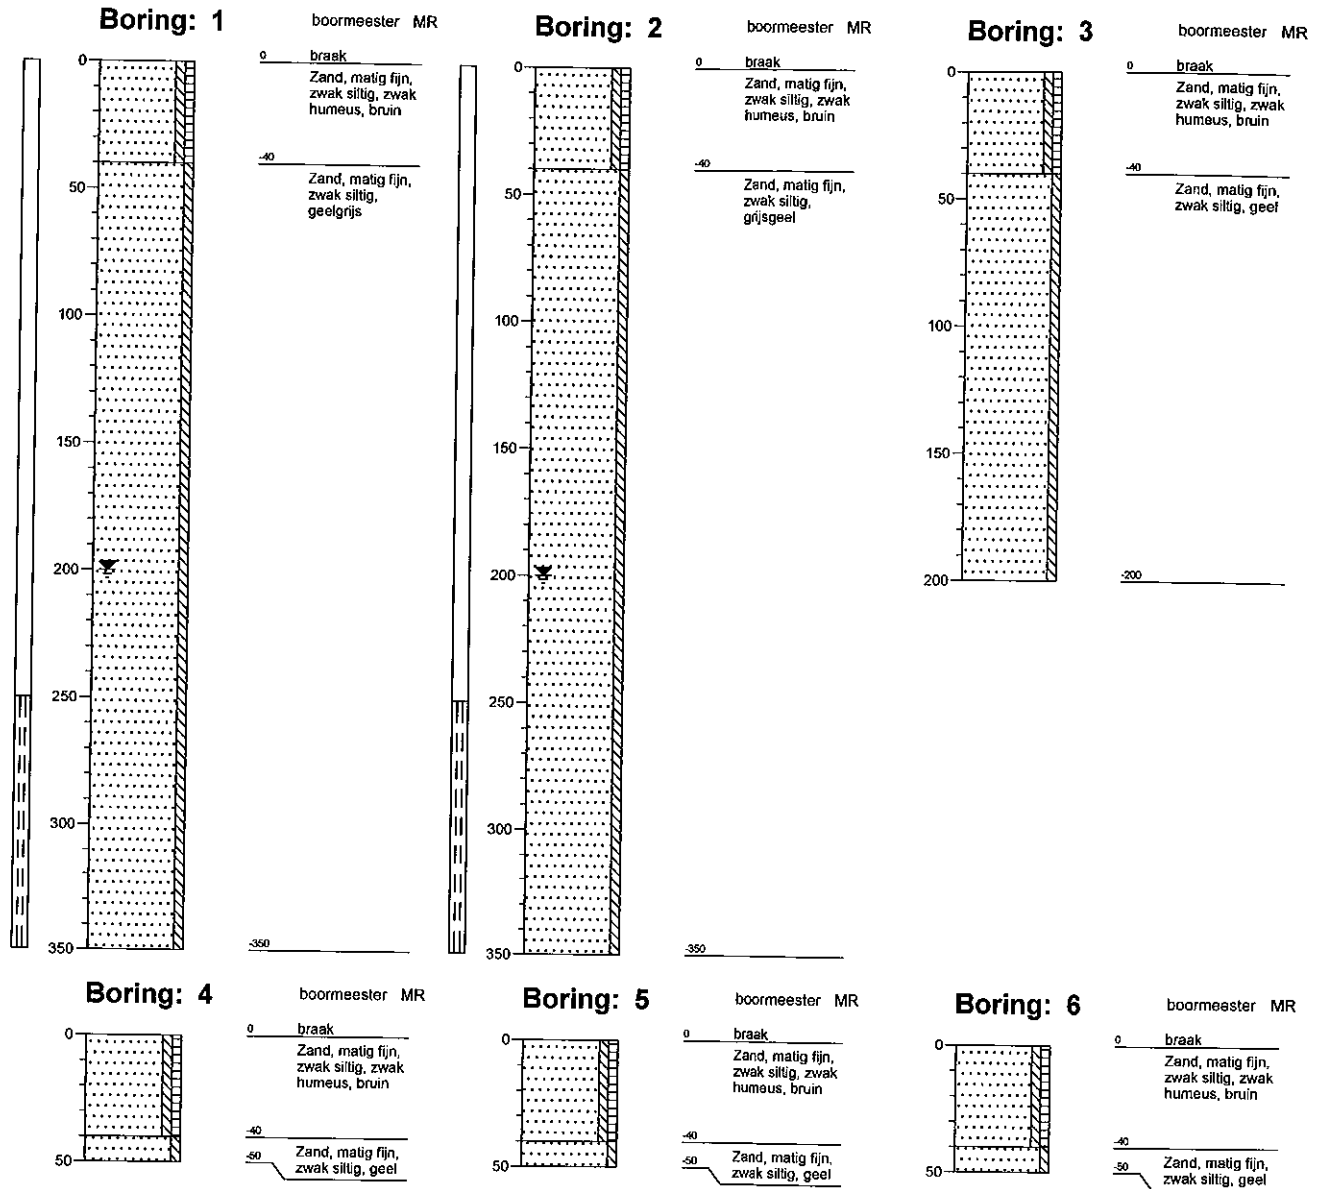 Boring: 1 boormeester MR
0
50
100
150
200
250
300
350
0 braak
Zand, matig fijn,
zwak siltig, zwak
humeus, bruin
-40
Zand, matig fijn,
zwak siltig,
geelgrijs
-350
Boring: 2 boormeester MR
0
50
100
150
200
250
300
350
0 braak
Zand, matig fijn,
zwak siltig, zwak
humeus, bruin
-40
Zand, matig fijn,
zwak siltig,
grijsgeel
-350
Boring: 3 boormeester MR
0
50
100
150
200
0 braak
Zand, matig fijn,
zwak siltig, zwak
humeus, bruin
-40
Zand, matig fijn,
zwak siltig, geel
-200
Boring: 4 boormeester MR
0
50
0 braak
Zand, matig fijn,
zwak siltig, zwak
humeus, bruin
-40
Zand, matig fijn,
zwak siltig, geel
-50
Boring: 5 boormeester MR
0
50
0 braak
Zand, matig fijn,
zwak siltig, zwak
humeus, bruin
-40
Zand, matig fijn,
zwak siltig, geel
-50
Boring: 6 boormeester MR
0
50
0 braak
Zand, matig fijn,
zwak siltig, zwak
humeus, bruin
-40
Zand, matig fijn,
zwak siltig, geel
-50